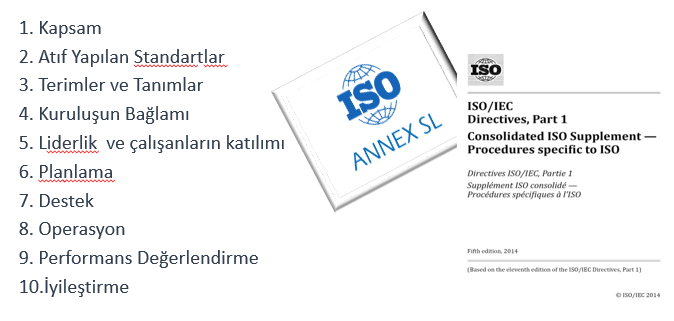 1. Kapsam
2. Atıf Yapılan Standartlar
3. Terimler ve Tanımlar
4. Kuruluşun Bağlamı
5. Liderlik ve çalışanların katılımı
6. Planlama
7. Destek
8. Operasyon
9. Performans Değerlendirme
10.İyileştirme
ISO
ANNEX SL
ISO
ISO/IEC
Directives, Part 1
Consolidated ISO Supplement —
Procedures specific to ISO
Directives ISO/IEC, Partie 1
Supplément ISO consolidé —
Procédures spécifiques à l'ISO
Fifth edition, 2014
(Based on the eleventh edition of the ISO/IEC Directives, Part 1)
© ISO/IEC 2014